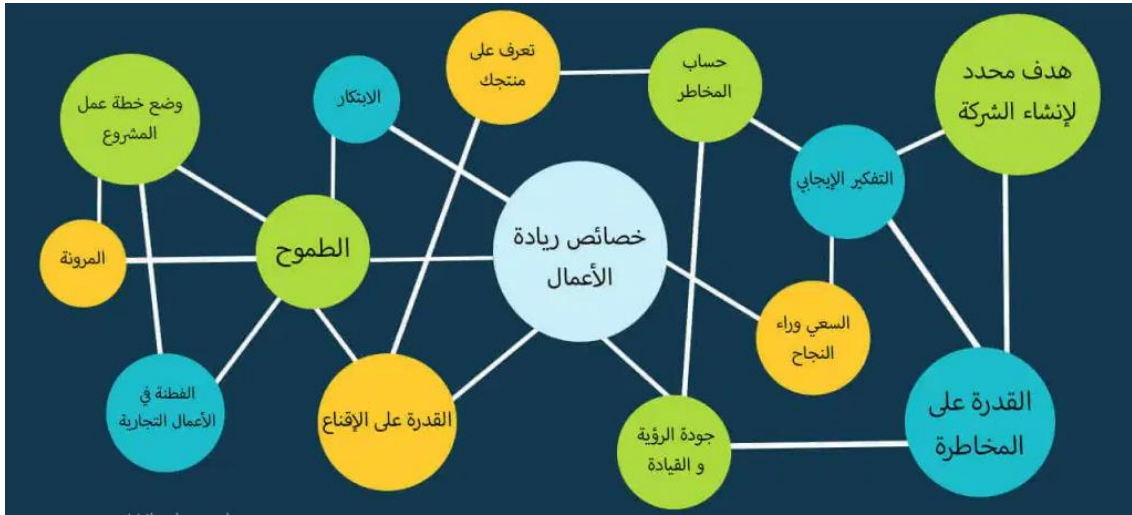 هدف محدد
لإنشاء الشركة
حساب
المخاطر
تعرف على
منتجك
الابتكار
وضع خطة عمل
المشروع
التفكير الإيجابي
خصائص ريادة
الأعمال
الطموح
المرونة
السعي وراء
النجاح
القدرة على
المخاطرة
جودة الرؤية
و القيادة
القدرة على الإقناع
الفطنة في
الأعمال التجارية